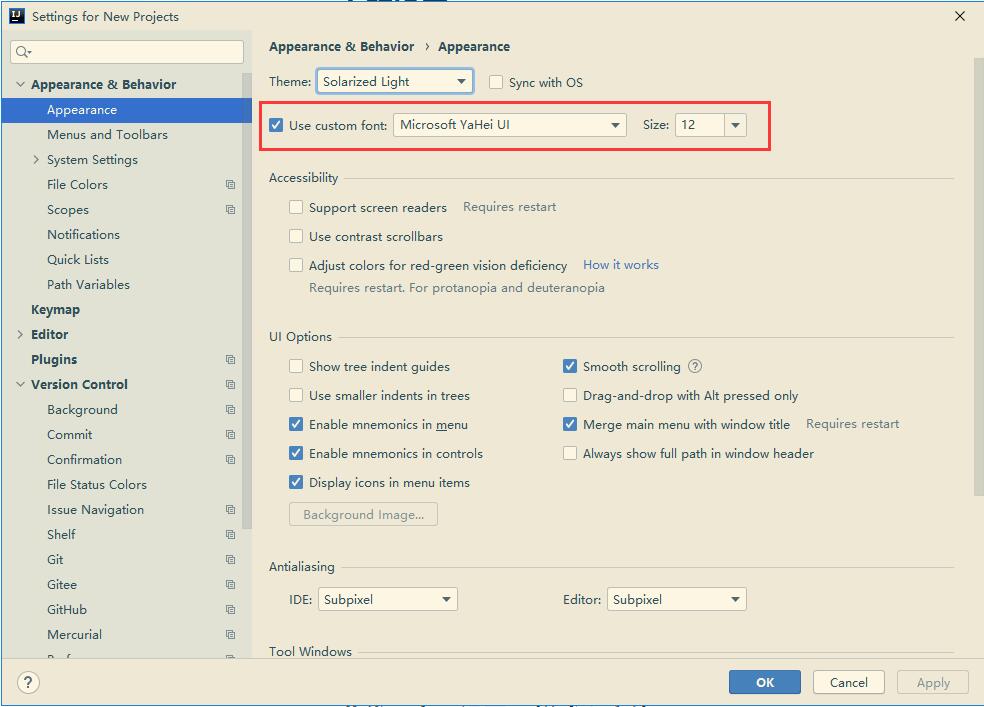 Settings for New Projects
Appearance & Behavior
Appearance
Menus and Toolbars
System Settings
File Colors
Scopes
Notifications
Quick Lists
Path Variables
Keymap
Editor
Plugins
Version Control
Background
Commit
Confirmation
File Status Colors
Issue Navigation
Shelf
Git
Gitee
GitHub
Mercurial
Appearance & Behavior › Appearance
Theme: Solarized Light Sync with OS
Use custom font: Microsoft YaHei UI Size: 12
Accessibility
Support screen readers Requires restart
Use contrast scrollbars
Adjust colors for red-green vision deficiency How it works
Requires restart. For protanopia and deuteranopia
UI Options
Show tree indent guides Smooth scrolling ?
Use smaller indents in trees Drag-and-drop with Alt pressed only
Enable mnemonics in menu Merge main menu with window title Requires restart
Enable mnemonics in controls Always show full path in window header
Display icons in menu items
Background Image...
Antialiasing
IDE: Subpixel Editor: Subpixel
Tool Windows
? OK Cancel Apply